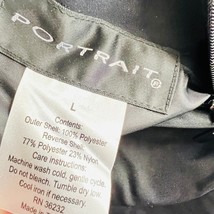 PORTRAIT®
L
Contents:
Outer Shell: 100% Polyester
Reverse Shell:
77% Polyester 23% Nylon.
Care instructions:
Machine wash cold, gentle cycle.
Do not bleach. Tumble dry low.
Cool iron if necessary.
RN 36232